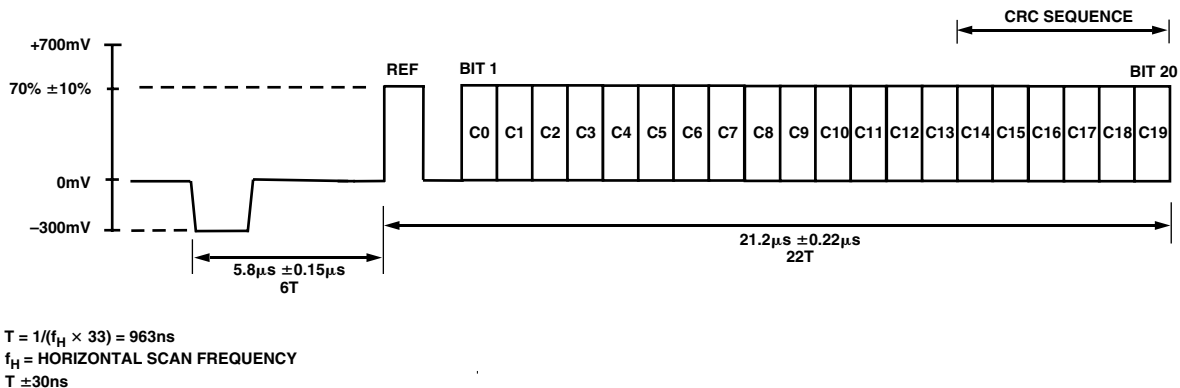 CRC SEQUENCE
+700mV
REF
BIT 1
BIT 20
70% ±10%
C0 C1 C2 C3 C4 C5 C6 C7 C8 C9 C10 C11 C12 C13 C14 C15 C16 C17 C18 C19
0mV
–300mV
21.2µs ±0.22µs
22T
5.8µs ±0.15µs
6T
T = 1/(fH × 33) = 963ns
fH = HORIZONTAL SCAN FREQUENCY
T ±30ns